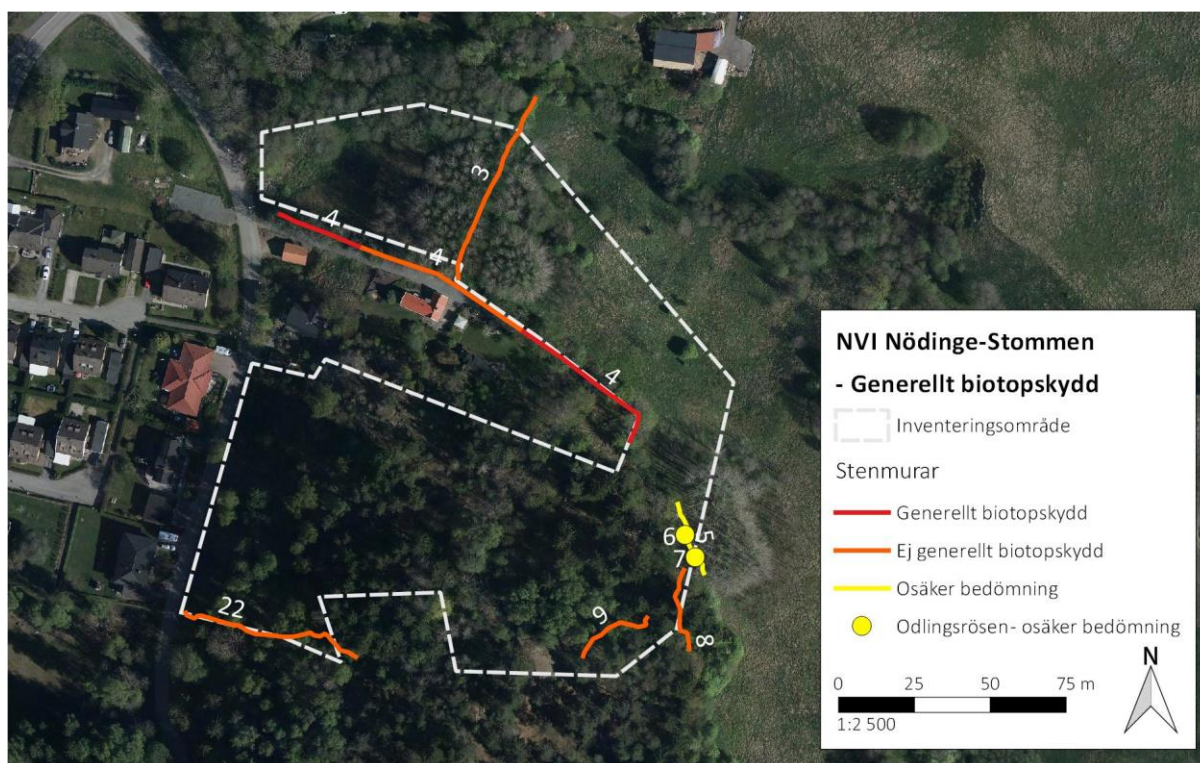 3
4
4
4
6
5
7
9
8
22
NVI Nödinge-Stommen
- Generellt biotopskydd
Inventeringsområde
Stenmurar
Generellt biotopskydd
Ej generellt biotopskydd
Osäker bedömning
Odlingsrösen - osäker bedömning
N
0 25 50 75 m
1:2 500